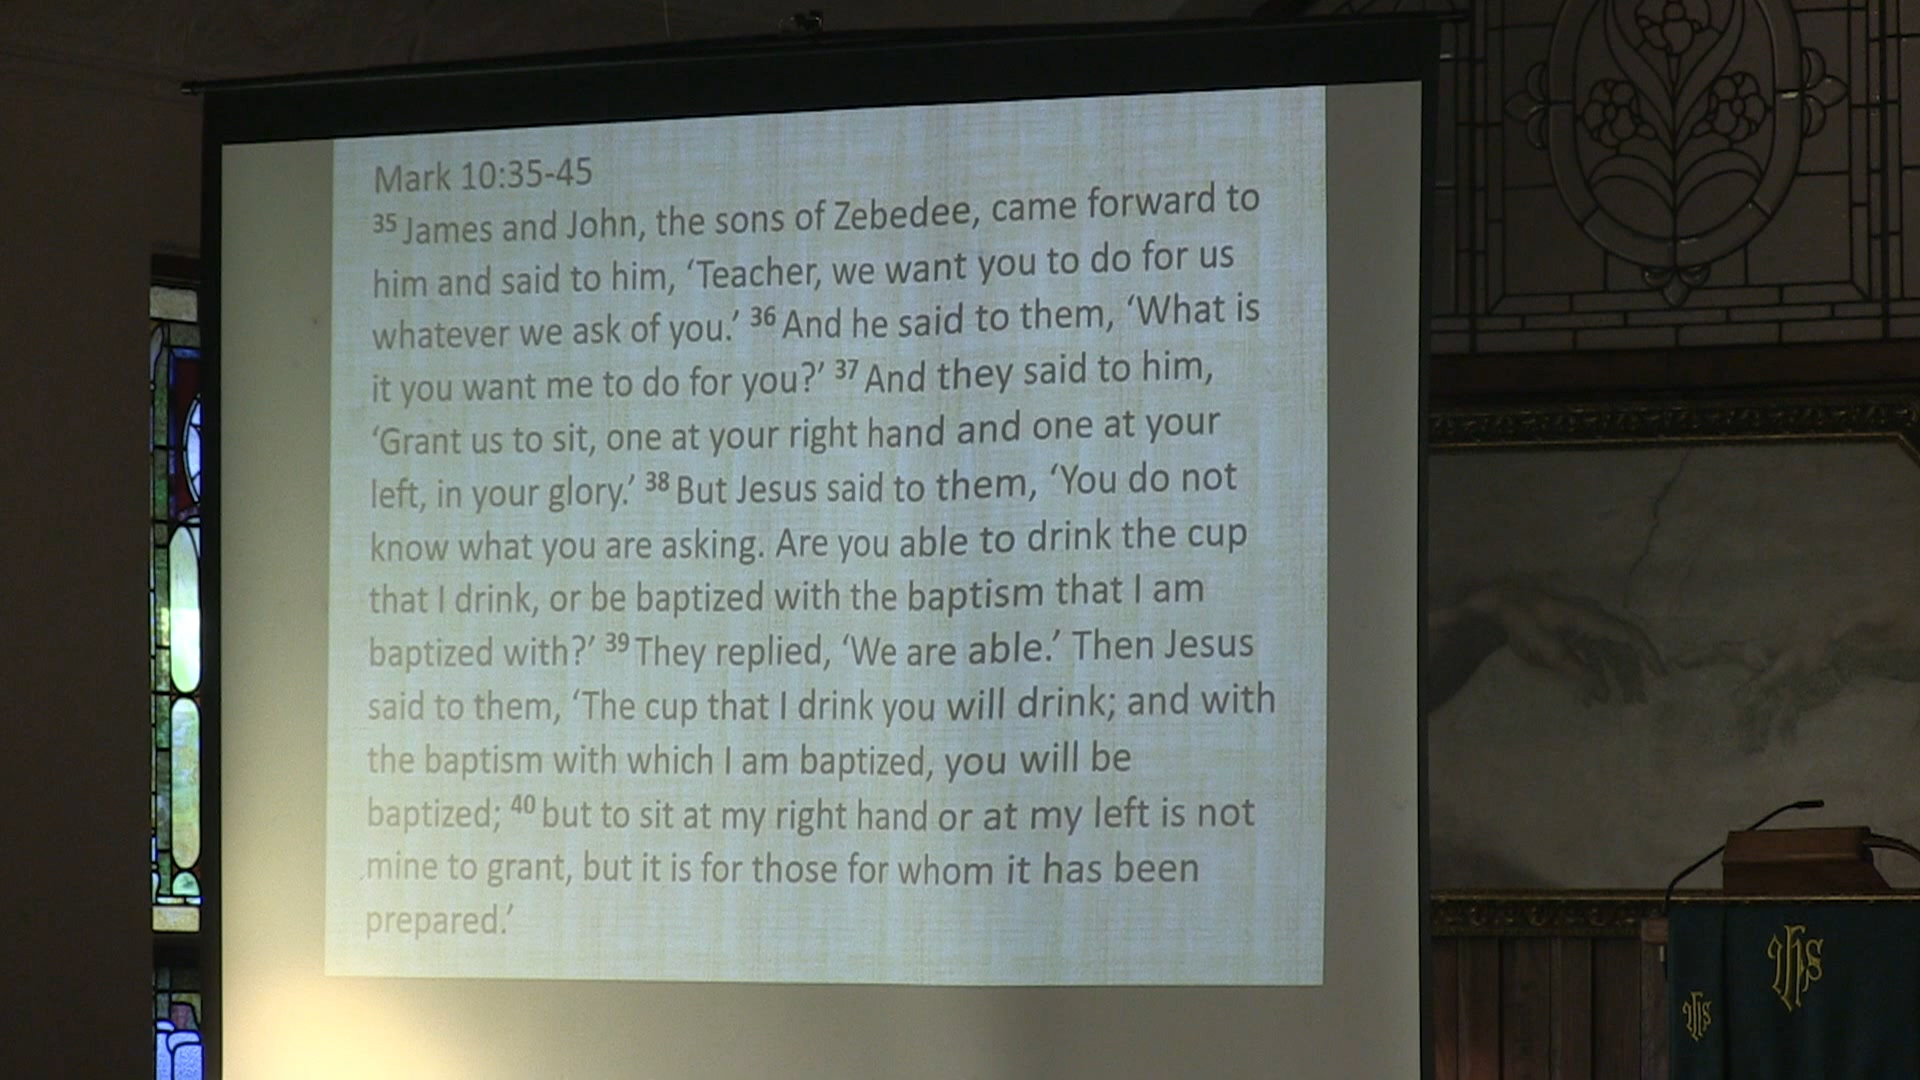 Mark 10:35-45
35 James and John, the sons of Zebedee, came forward to
him and said to him, ‘Teacher, we want you to do for us
whatever we ask of you.’ 36 And he said to them, ‘What is
it you want me to do for you?’ 37 And they said to him,
‘Grant us to sit, one at your right hand and one at your
left, in your glory.’ 38 But Jesus said to them, ‘You do not
know what you are asking. Are you able to drink the cup
that I drink, or be baptized with the baptism that I am
baptized with?’ 39 They replied, ‘We are able.’ Then Jesus
said to them, ‘The cup that I drink you will drink; and with
the baptism with which I am baptized, you will be
baptized; 40 but to sit at my right hand or at my left is not
mine to grant, but it is for those for whom it has been
prepared.’
IHS
IHS